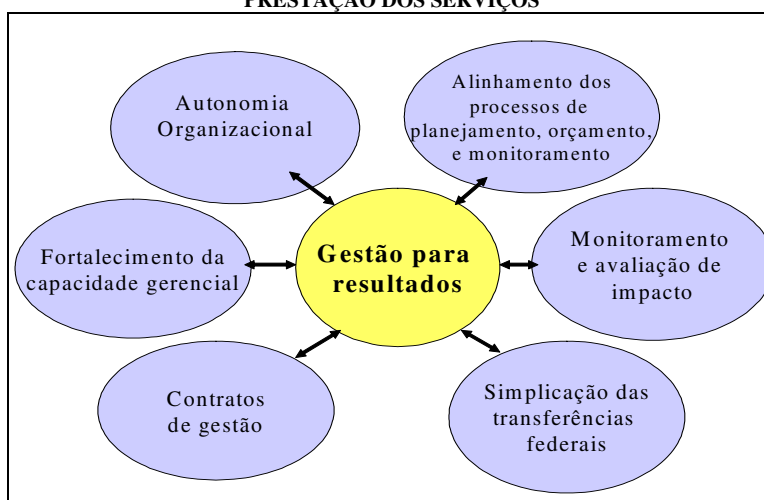 PRESTAÇÃO DOS SERVIÇOS
Autonomia
Organizacional
Alinhamento dos
processos de
planejamento, orçamento,
e monitoramento
Fortalecimento da
capacidade gerencial
Gestão para
resultados
Monitoramento
e avaliação de
impacto
Contratos
de gestão
Simplicação das
transferências
federais